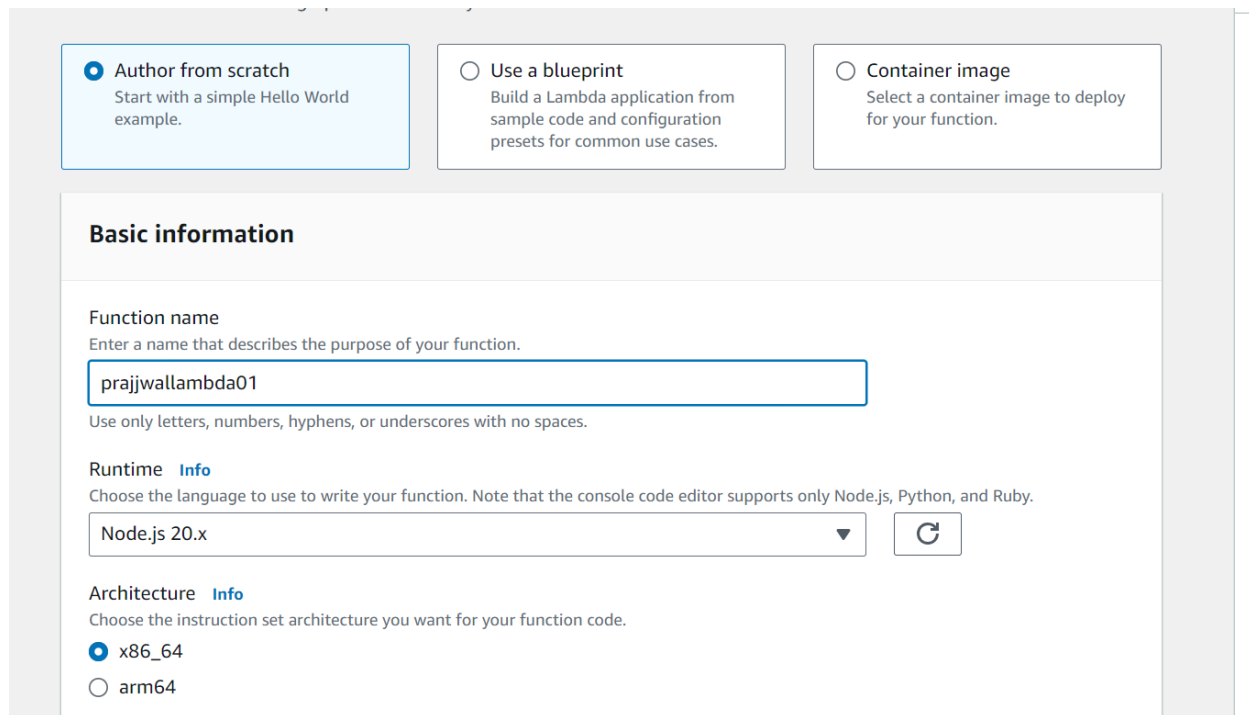 Author from scratch
Start with a simple Hello World
example.
Use a blueprint
Build a Lambda application from
sample code and configuration
presets for common use cases.
Container image
Select a container image to deploy
for your function.
Basic information
Function name
Enter a name that describes the purpose of your function.
prajjwallambda01
Use only letters, numbers, hyphens, or underscores with no spaces.
Runtime Info
Choose the language to use to write your function. Note that the console code editor supports only Node.js, Python, and Ruby.
Node.js 20.x
Architecture Info
Choose the instruction set architecture you want for your function code.
x86_64
arm64